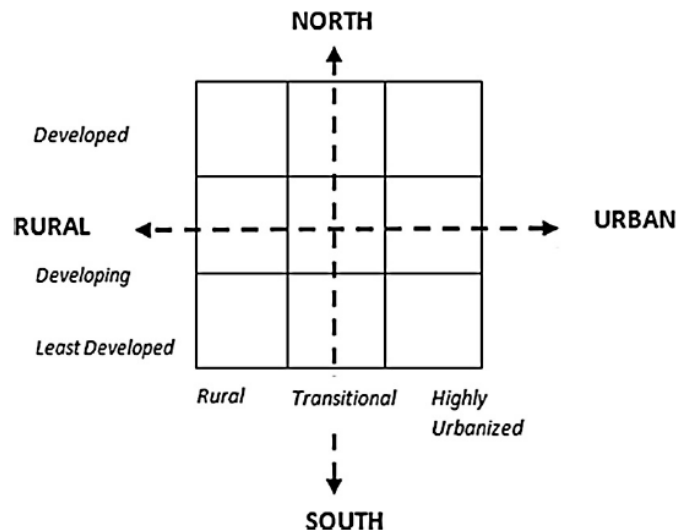 NORTH
Developed
RURAL
URBAN
Developing
Least Developed
Rural
Transitional
Highly
Urbanized
SOUTH